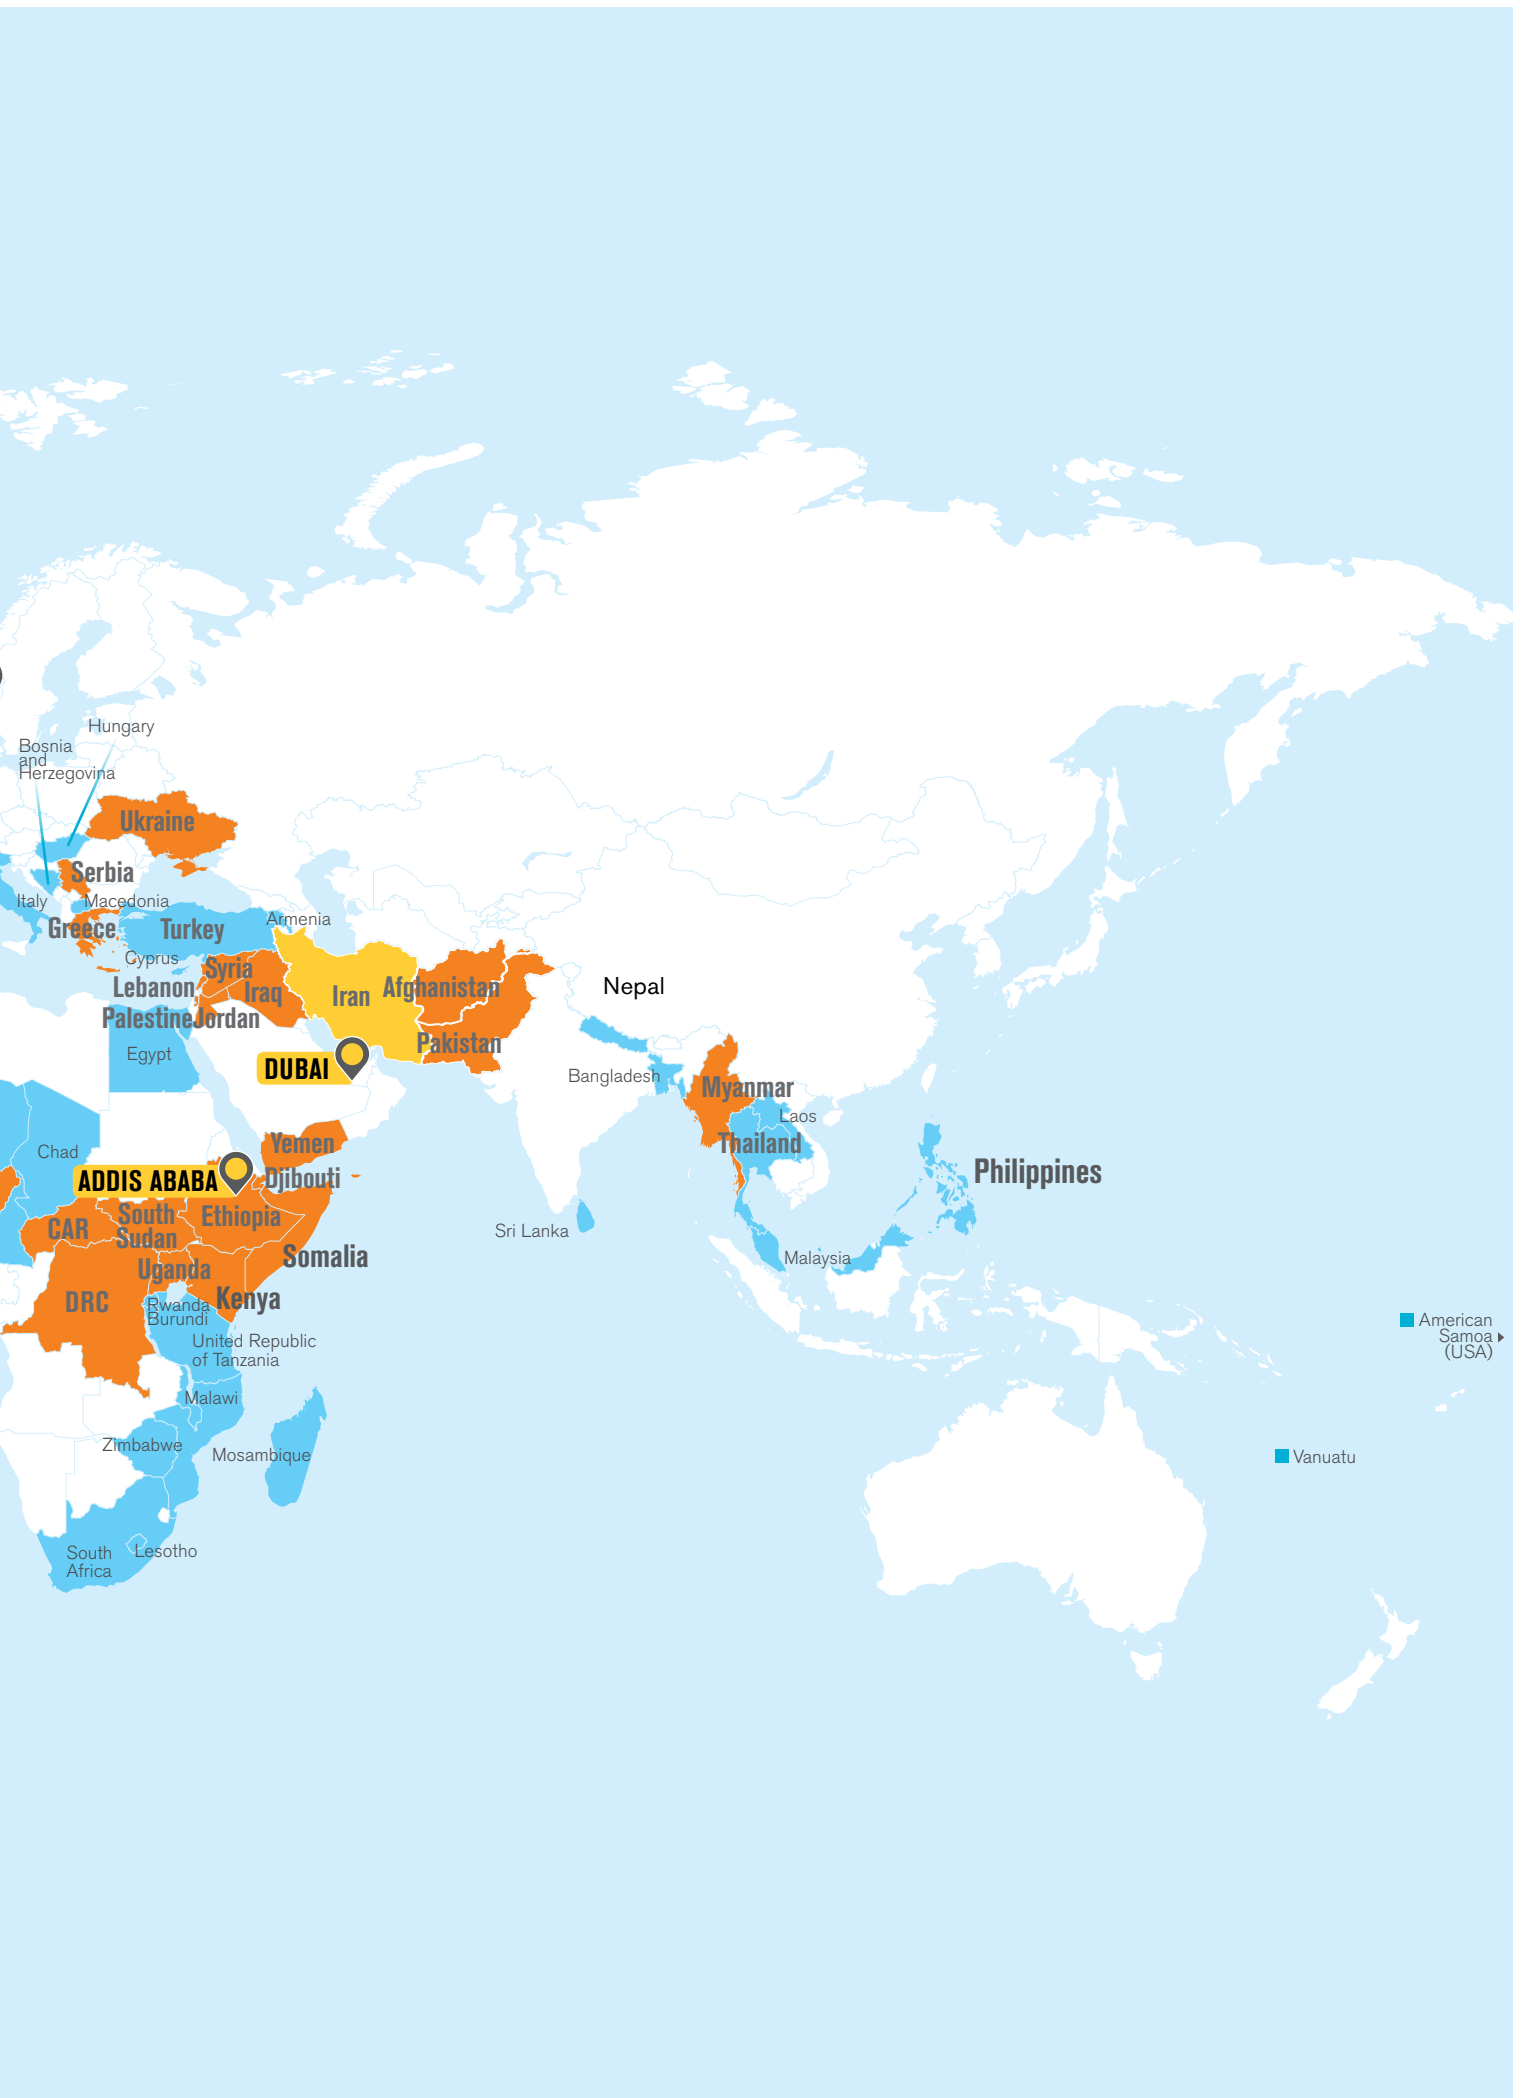 Hungary
Bosnia
and
Herzegovina
Ukraine
Serbia
Italy
Macedonia
Armenia
Greece
Turkey
Cyprus
Syria
Lebanon
Iraq
Iran
Afghanistan
Nepal
Palestine
Jordan
Pakistan
Egypt
DUBAI
Bangladesh
Myanmar
Laos
Thailand
Chad
Yemen
ADDIS ABABA
Djibouti
Philippines
CAR
South
Sudan
Ethiopia
Sri Lanka
Somalia
Malaysia
Uganda
DRC
Rwanda
Burundi
Kenya
United Republic
of Tanzania
American
Samoa
(USA)
Malawi
Zimbabwe
Mosambique
Vanuatu
South
Africa
Lesotho